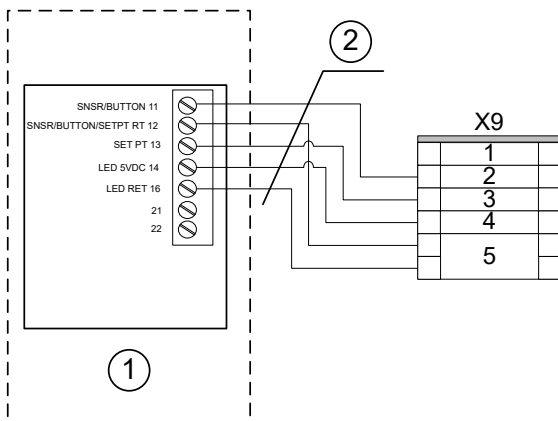 2
X9
SNSR/BUTTON 11
SNSR/BUTTON/SETPT RT 12
SET PT 13
LED 5VDC 14
LED RET 16
21
22
1
2
3
4
5
1